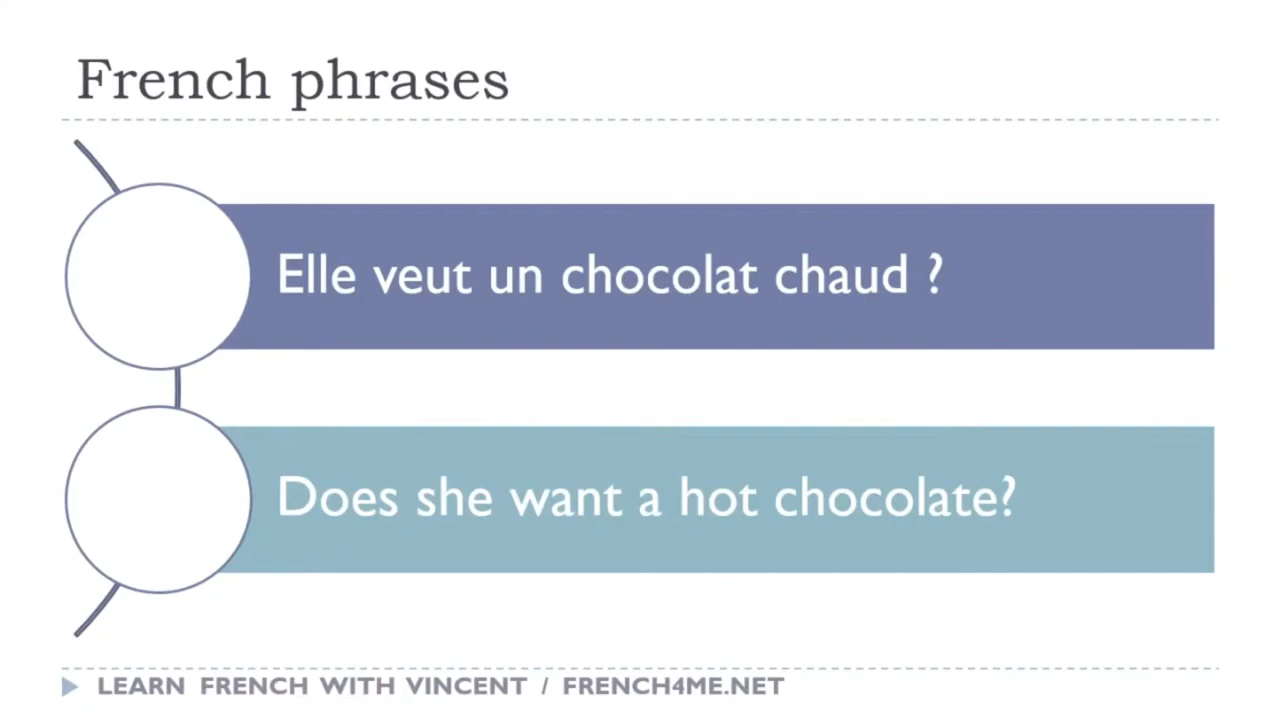 French phrases
Elle veut un chocolat chaud ?
Does she want a hot chocolate?
LEARN FRENCH WITH VINCENT / FRENCH4ME.NET